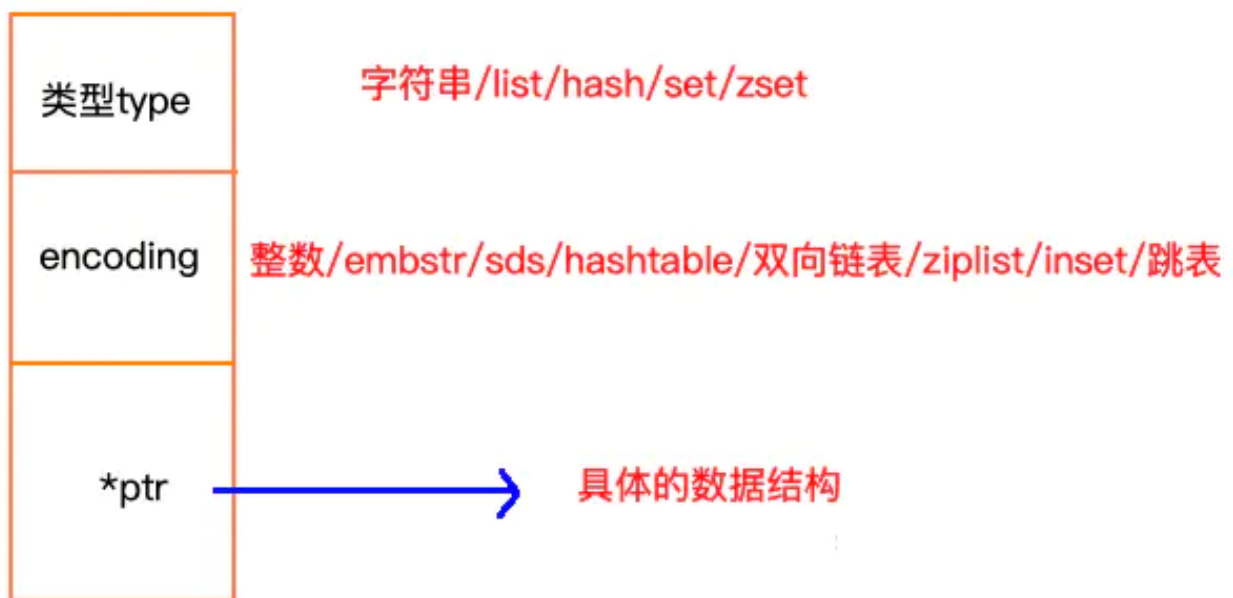 类型type
字符串/list/hash/set/zset
encoding
整数/embstr/sds/hashtable/双向链表/ziplist/inset/跳表
*ptr
具体的数据结构